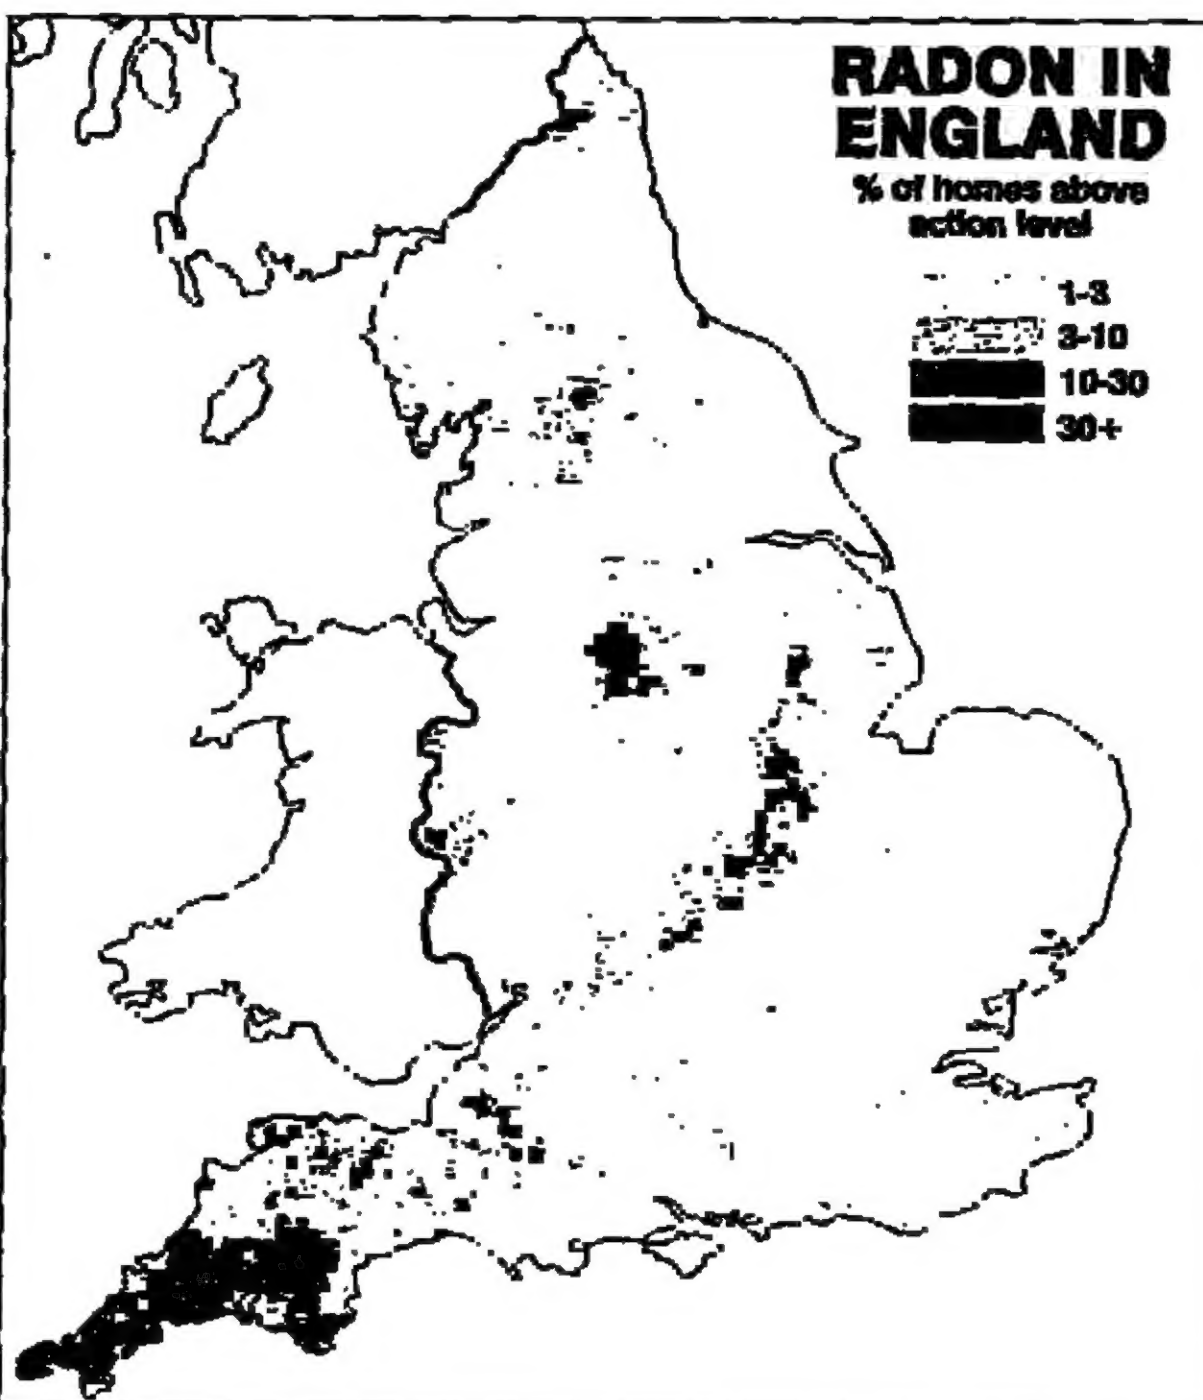 RADON IN
ENGLAND
% of homes above
action level
1-3
3-10
10-30
30+